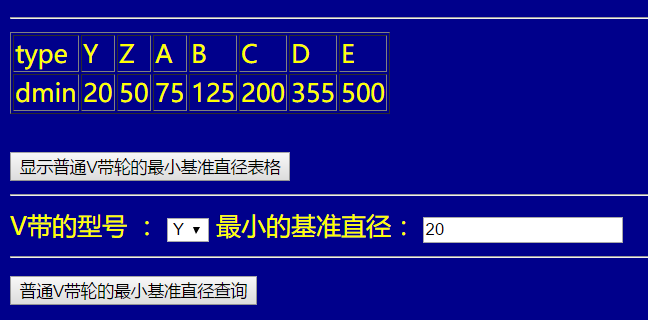 type Y Z A B C D E
dmin 20 50 75 125 200 355 500
显示普通V带轮的最小基准直径表格
V带的型号 ： Y 最小的基准直径： 20
普通V带轮的最小基准直径查询